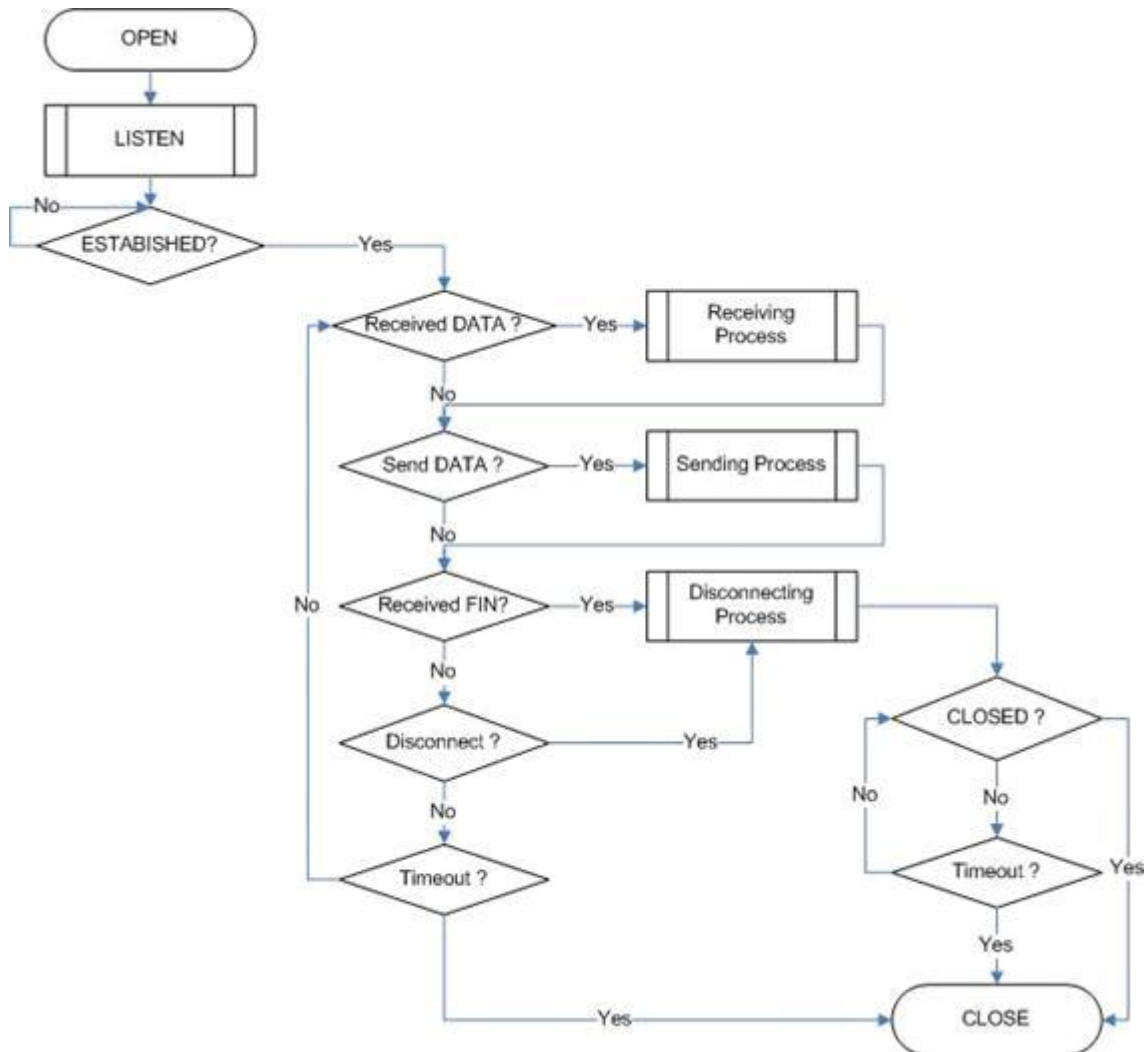 OPEN
LISTEN
No
ESTABISHED?
Yes
Received DATA ?
Yes
Receiving
Process
No
Send DATA ?
Yes
Sending Process
No
Received FIN?
Yes
Disconnecting
Process
No
No
Disconnect ?
Yes
CLOSED ?
No
No
No
Timeout ?
Timeout ?
Yes
Yes
Yes
CLOSE